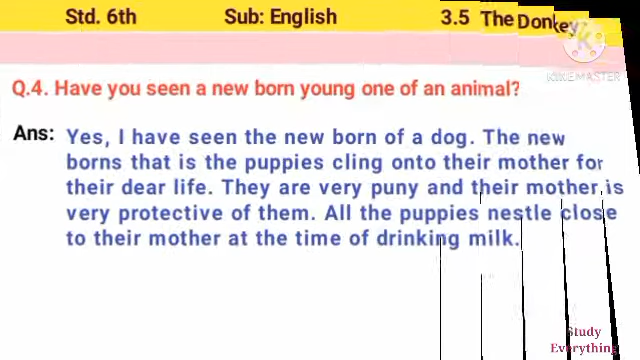 Std. 6th Sub: English 3.5 The Donkey
KINEMASTER
Q.4. Have you seen a new born young one of an animal?
Ans: Yes, I have seen the new born of a dog. The new
borns that is the puppies cling onto their mother for
their dear life. They are very puny and their mother is
very protective of them. All the puppies nestle close
to their mother at the time of drinking milk.
Study
Everything